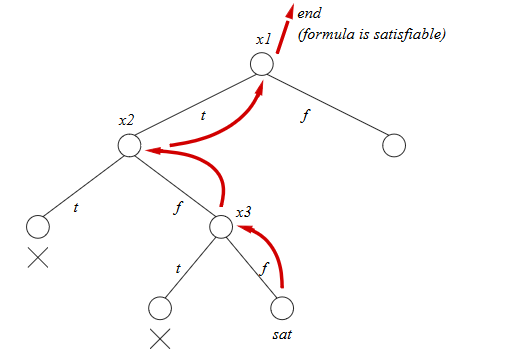 end
(formula is satisfiable)
x1
x2
t
f
t
f
x3
t
f
sat